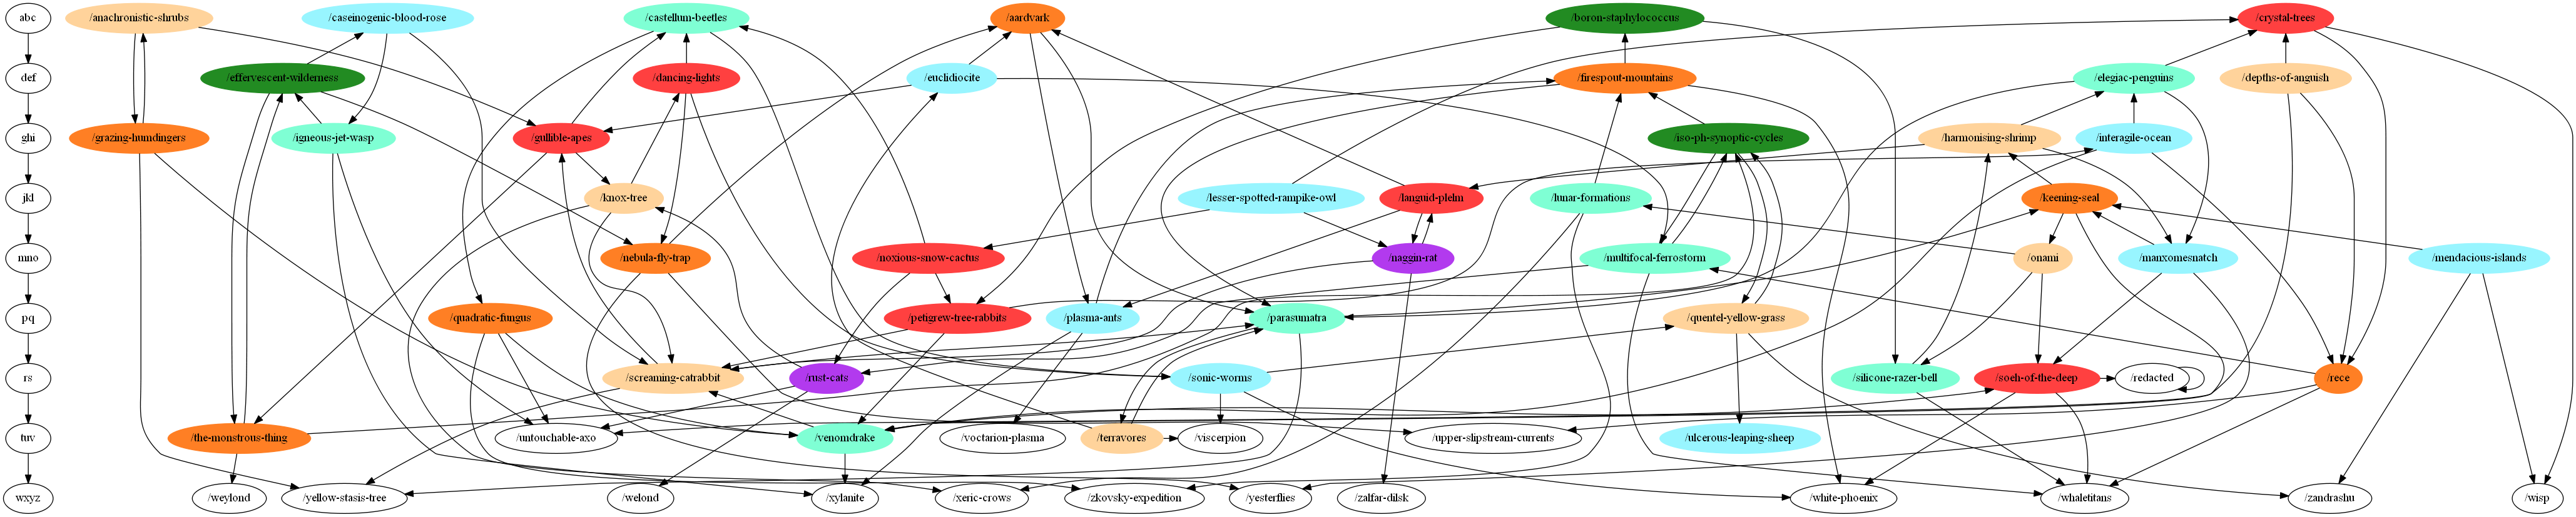 abc
/anachronistic-shrubs
/caseinogenic-blood-rose
/castellum-beetles
/aardvark
/boron-staphylococcus
/crystal-trees
def
/effervescent-wilderness
/dancing-lights
/euclidiocite
/firespout-mountains
/elegiac-penguins
/depths-of-anguish
ghi
/grazing-humdingers
/igneous-jet-wasp
/gullible-apes
/iso-ph-synoptic-cycles
/harmonising-shrimp
/interagile-ocean
jkl
/knox-tree
/lesser-spotted-rampike-owl
/languid-plelm
/lunar-formations
/keening-seal
mno
/nebula-fly-trap
/noxious-snow-cactus
/naggin-rat
/multifocal-ferrostorm
/onami
/manxomesnatch
/mendacious-islands
pq
/quadratic-fungus
/petigrew-tree-rabbits
/plasma-ants
/parasumatra
/quentel-yellow-grass
rs
/screaming-catrabbit
/rust-cats
/sonic-worms
/silicone-razer-bell
/soeh-of-the-deep
/redacted
/rece
tuv
/the-monstrous-thing
/untouchable-axo
/venomdrake
/voctarion-plasma
/terravores
/viscerpion
/upper-slipstream-currents
/ulcerous-leaping-sheep
wxyz
/weylond
/yellow-stasis-tree
/welond
/xylanite
/xeric-crows
/zkovsky-expedition
/yesterflies
/zalfar-dilsk
/white-phoenix
/whaletitans
/zandrashu
/wisp